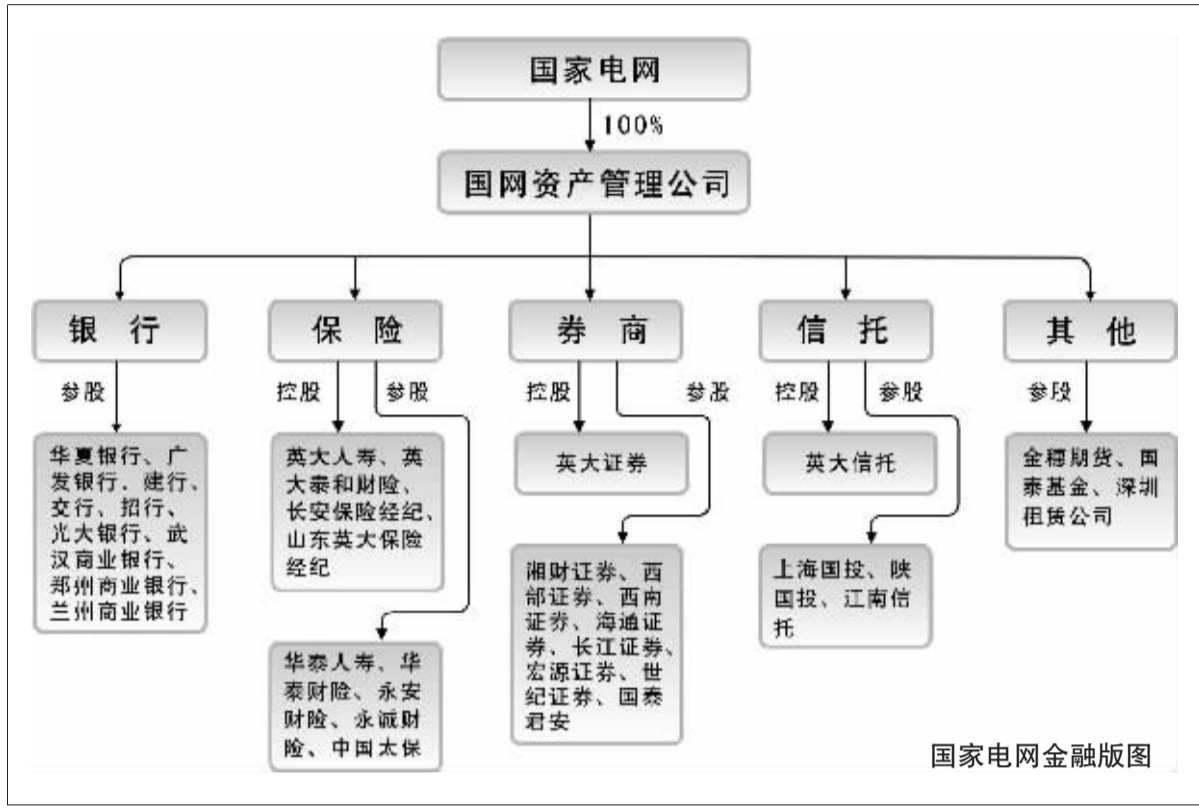 国家电网
100%
国网资产管理公司
银 行
保 险
券 商
信 托
其 他
参股
控股
参股
控股
参股
控股
参股
参股
华夏银行、广
发银行、建行、
交行、招行、
光大银行、武
汉商业银行、
郑州商业银行、
兰州商业银行
英大人寿、英
大泰和财险、
长安保险经纪、
山东英大保险
经纪
华泰人寿、华
泰财险、永安
财险、永诚财
险、中国太保
英大证券
湘财证券、西
部证券、西南
证券、海通证
券、长江证券、
宏源证券、世
纪证券、国泰
君安
英大信托
上海国投、陕
国投、江南信
托
金穗期货、国
泰基金、深圳
租赁公司
国家电网金融版图